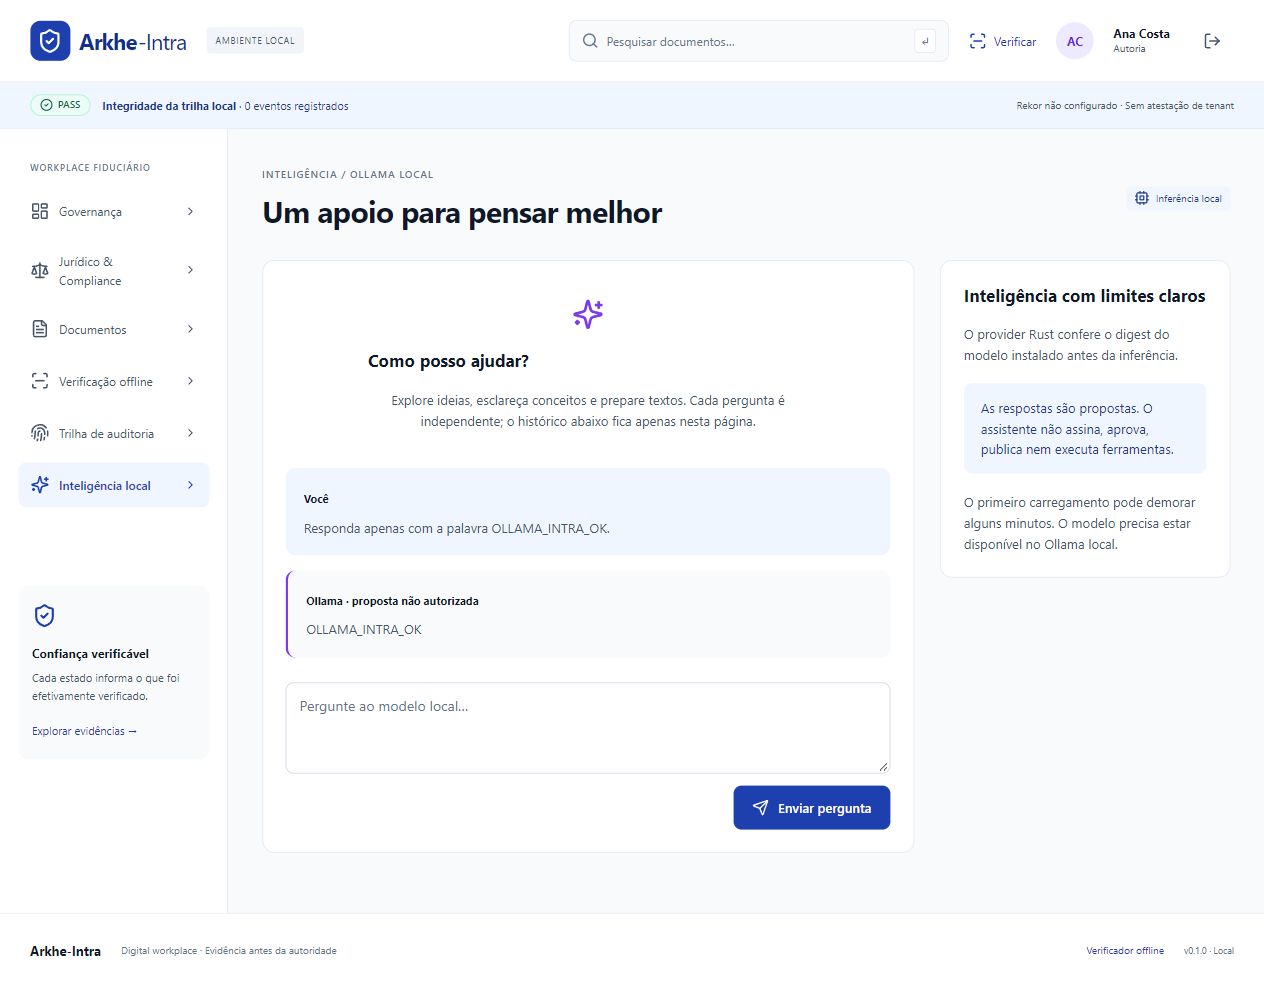 Arkhe-Intra
AMBIENTE LOCAL
Pesquisar documentos...
↵
Verificar
AC
Ana Costa
Autoria
PASS
Integridade da trilha local · 0 eventos registrados
Rekor não configurado · Sem atestação de tenant
WORKPLACE FIDUCIÁRIO
Governança
Jurídico &
Compliance
Documentos
Verificação offline
Trilha de auditoria
Inteligência local
Confiança verificável
Cada estado informa o que foi
efetivamente verificado.
Explorar evidências →
INTELIGÊNCIA / OLLAMA LOCAL
Um apoio para pensar melhor
Inferência local
Como posso ajudar?
Explore ideias, esclareça conceitos e prepare textos. Cada pergunta é
independente; o histórico abaixo fica apenas nesta página.
Você
Responda apenas com a palavra OLLAMA_INTRA_OK.
Ollama · proposta não autorizada
OLLAMA_INTRA_OK
Pergunte ao modelo local...
Enviar pergunta
Inteligência com limites claros
O provider Rust confere o digest do
modelo instalado antes da inferência.
As respostas são propostas. O
assistente não assina, aprova,
publica nem executa ferramentas.
O primeiro carregamento pode demorar
alguns minutos. O modelo precisa estar
disponível no Ollama local.
Arkhe-Intra
Digital workplace · Evidência antes da autoridade
Verificador offline
v0.1.0 · Local